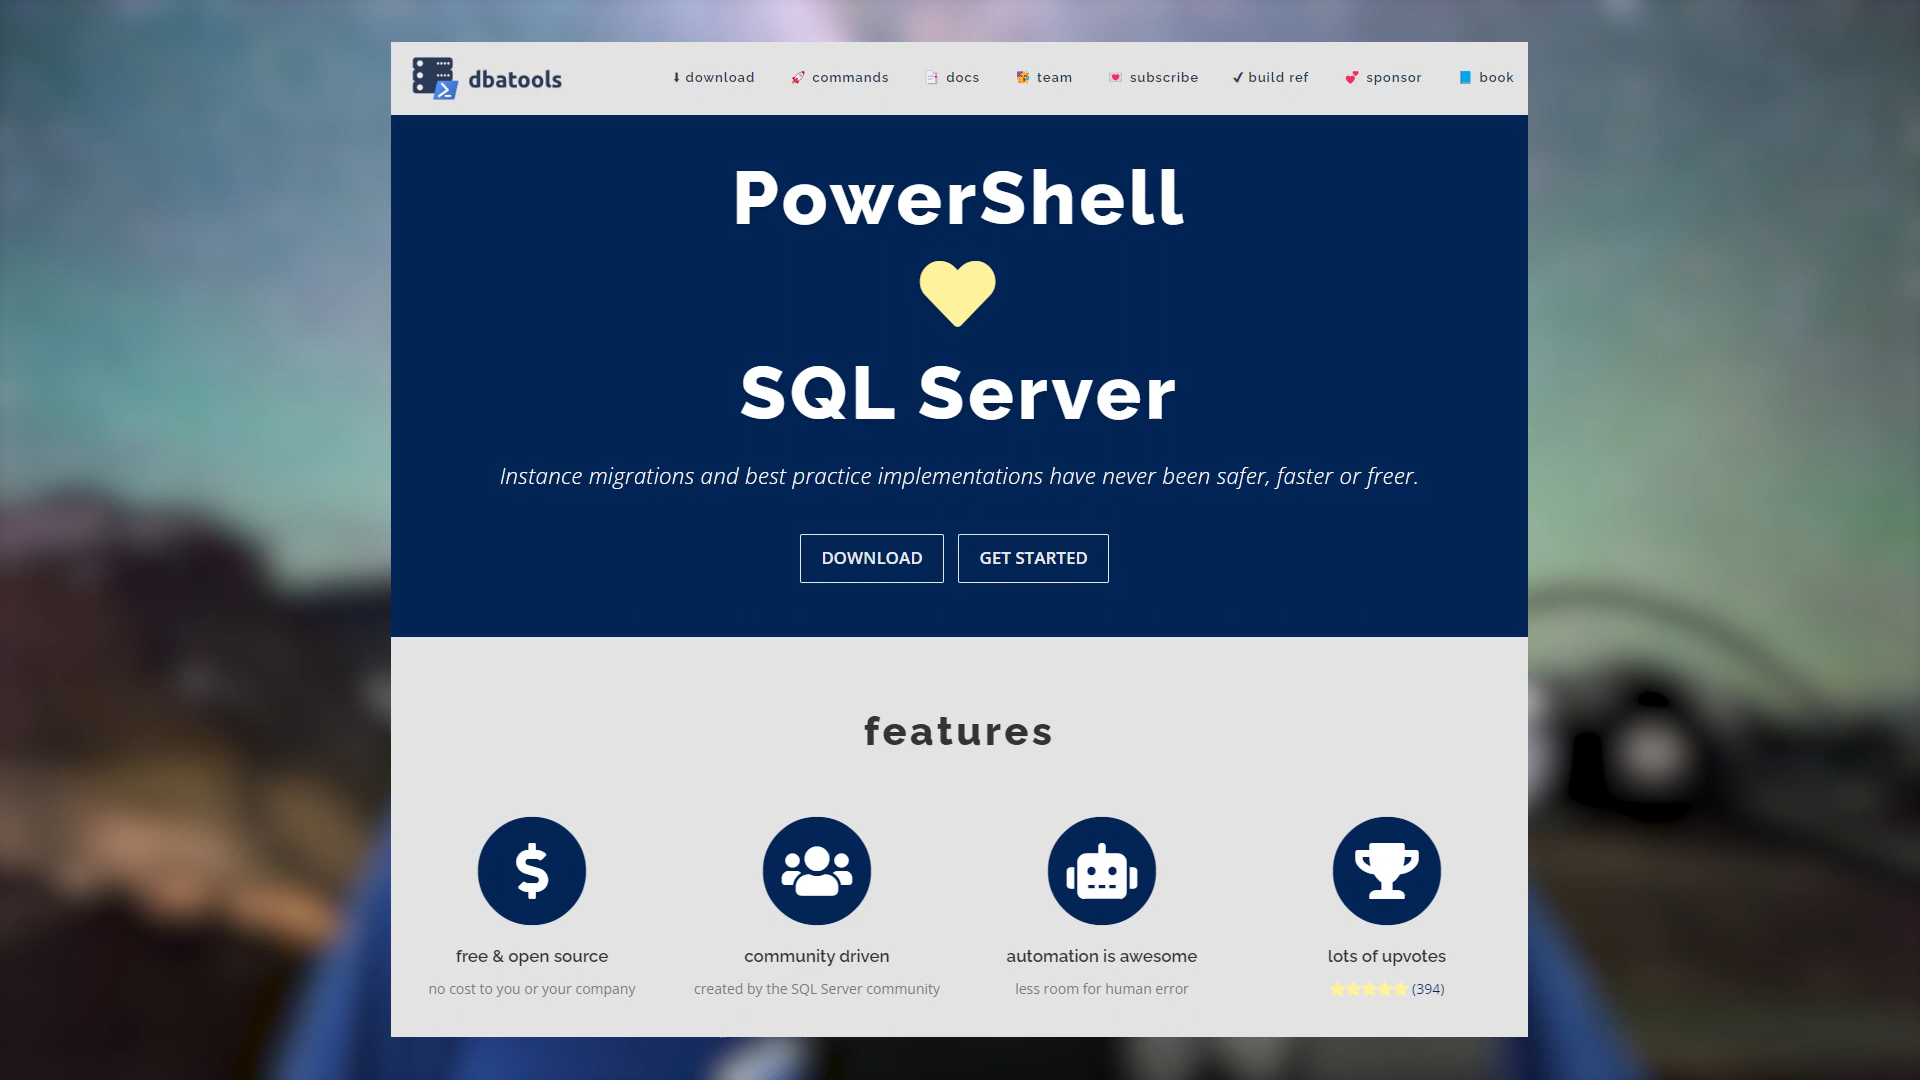 dbatools
download commands docs team subscribe build ref sponsor book
PowerShell
SQL Server
Instance migrations and best practice implementations have never been safer, faster or freer.
DOWNLOAD GET STARTED
features
free & open source community driven automation is awesome lots of upvotes
no cost to you or your company created by the SQL Server community less room for human error (394)